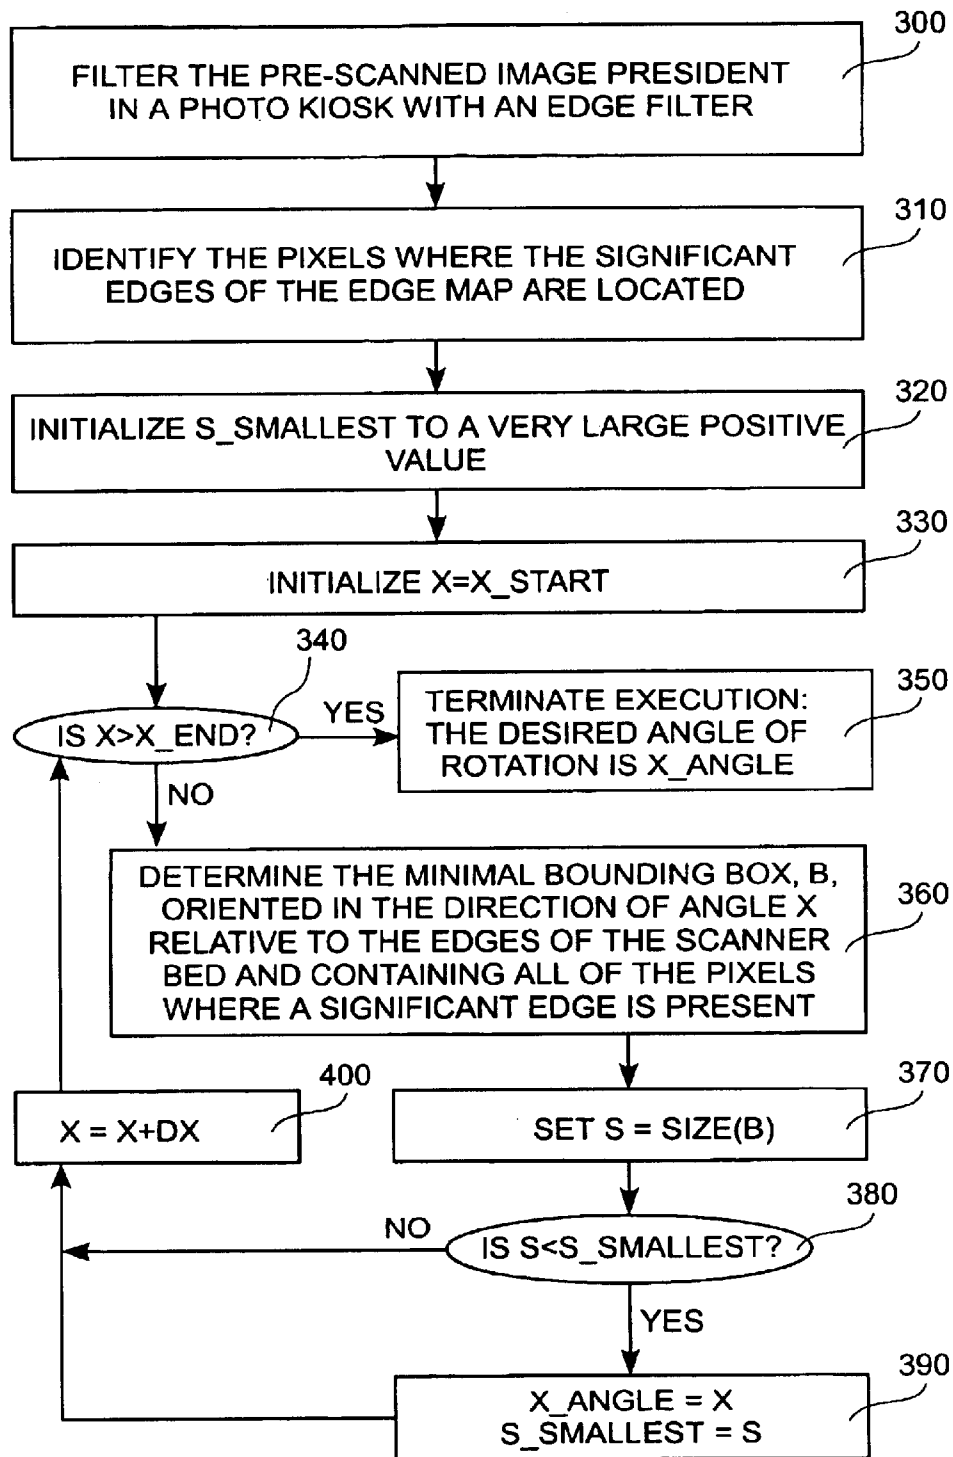 300
FILTER THE PRE-SCANNED IMAGE PRESIDENT
IN A PHOTO KIOSK WITH AN EDGE FILTER
310
IDENTIFY THE PIXELS WHERE THE SIGNIFICANT
EDGES OF THE EDGE MAP ARE LOCATED
320
INITIALIZE S_SMALLEST TO A VERY LARGE POSITIVE
VALUE
330
INITIALIZE X=X_START
340
IS X>X_END?
YES
350
TERMINATE EXECUTION:
THE DESIRED ANGLE OF
ROTATION IS X_ANGLE
NO
360
DETERMINE THE MINIMAL BOUNDING BOX, B,
ORIENTED IN THE DIRECTION OF ANGLE X
RELATIVE TO THE EDGES OF THE SCANNER
BED AND CONTAINING ALL OF THE PIXELS
WHERE A SIGNIFICANT EDGE IS PRESENT
400
X = X+DX
370
SET S = SIZE(B)
380
NO
IS S<S_SMALLEST?
YES
390
X_ANGLE = X
S_SMALLEST = S